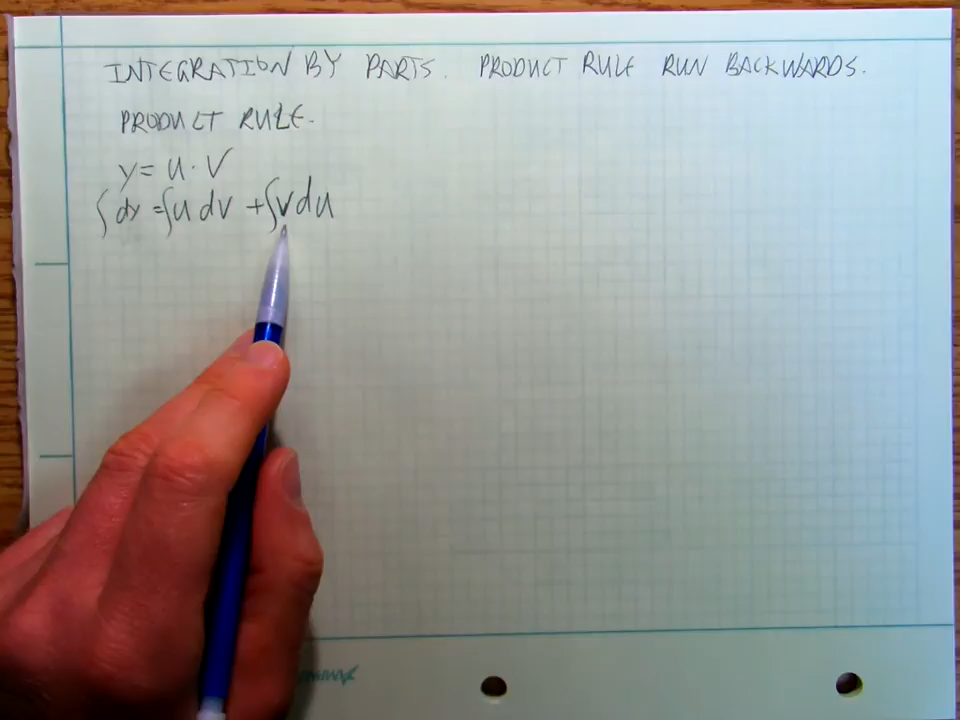 INTEGRATION BY PARTS. PRODUCT RULE RUN BACKWARDS.
PRODUCT RULE.
y = u · v
∫ dy = ∫ u dv + ∫ v du